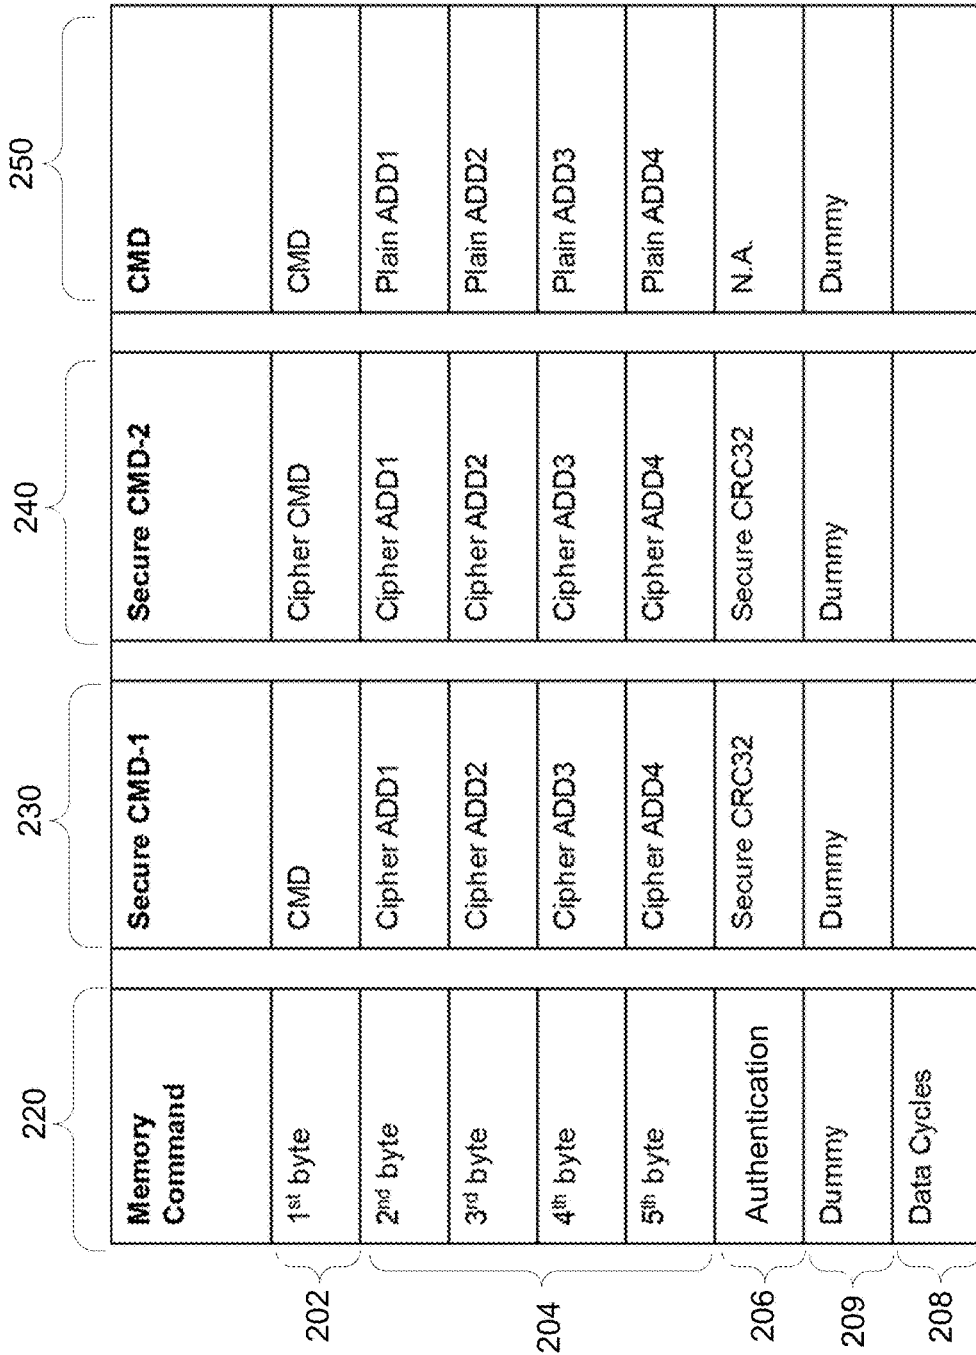 220
230
240
250
Memory Command
Secure CMD-1
Secure CMD-2
CMD
202
1st byte
CMD
Cipher CMD
CMD
204
2nd byte
Cipher ADD1
Cipher ADD1
Plain ADD1
3rd byte
Cipher ADD2
Cipher ADD2
Plain ADD2
4th byte
Cipher ADD3
Cipher ADD3
Plain ADD3
5th byte
Cipher ADD4
Cipher ADD4
Plain ADD4
206
Authentication
Secure CRC32
Secure CRC32
N.A.
209
Dummy
Dummy
Dummy
Dummy
208
Data Cycles